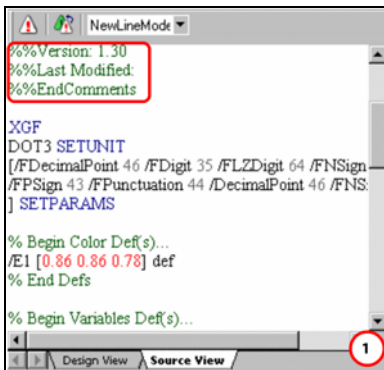 NewLineMode
%%Version: 1.30
%%Last Modified:
%%EndComments
XGF
DOT3 SETUNIT
[/FDecimalPoint 46 /FDigit 35 /FLZDigit 64 /FNSign
/FPSign 43 /FPunctuation 44 /DecimalPoint 46 /FNS:
] SETPARAMS
% Begin Color Def(s)...
/E1 [0.86 0.86 0.78] def
% End Defs
% Begin Variables Def(s)...
1
Design View Source View